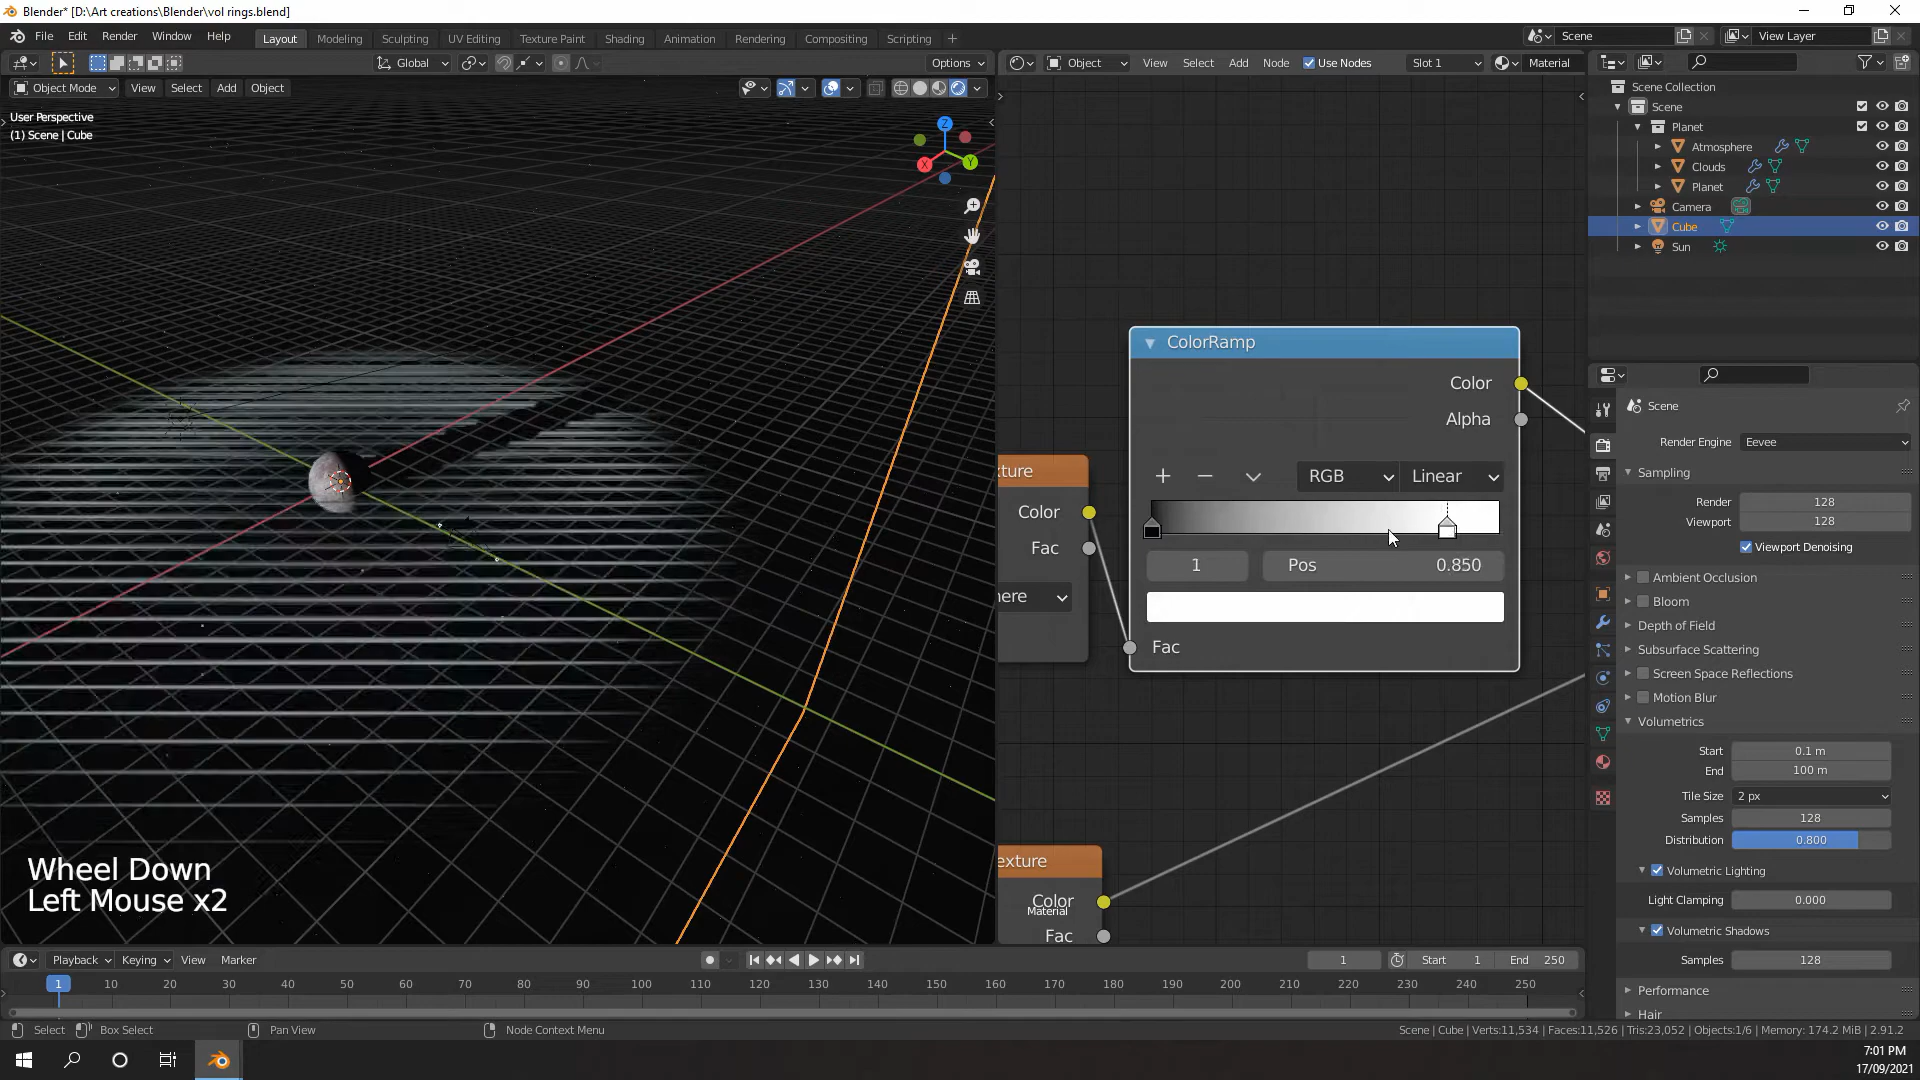 Blender* [D:\Art creations\Blender\vol rings.blend]
File Edit Render Window Help
Layout Modeling Sculpting UV Editing Texture Paint Shading Animation Rendering Compositing Scripting
Scene
View Layer
Global
Options
Object View Select Add Node Use Nodes Slot 1 Material
Object Mode View Select Add Object
User Perspective
(1) Scene | Cube
Z
X
Y
Scene Collection
Scene
Planet
Atmosphere
Clouds
Planet
Camera
Cube
Sun
ColorRamp
Color
Alpha
RGB Linear
1 Pos 0.850
Fac
ture
Color
Fac
here
exture
Color
Material
Fac
Scene
Render Engine Eevee
Sampling
Render 128
Viewport 128
Viewport Denoising
Ambient Occlusion
Bloom
Depth of Field
Subsurface Scattering
Screen Space Reflections
Motion Blur
Volumetrics
Start 0.1 m
End 100 m
Tile Size 2 px
Samples 128
Distribution 0.800
Volumetric Lighting
Light Clamping 0.000
Volumetric Shadows
Samples 128
Performance
Hair
Wheel Down
Left Mouse x2
Playback Keying View Marker
1 Start 1 End 250
1 10 20 30 40 50 60 70 80 90 100 110 120 130 140 150 160 170 180 190 200 210 220 230 240 250
Select Box Select Pan View Node Context Menu
Scene | Cube | Verts:11,534 | Faces:11,526 | Tris:23,052 | Objects:1/6 | Memory: 174.2 MiB | 2.91.2
7:01 PM
17/09/2021